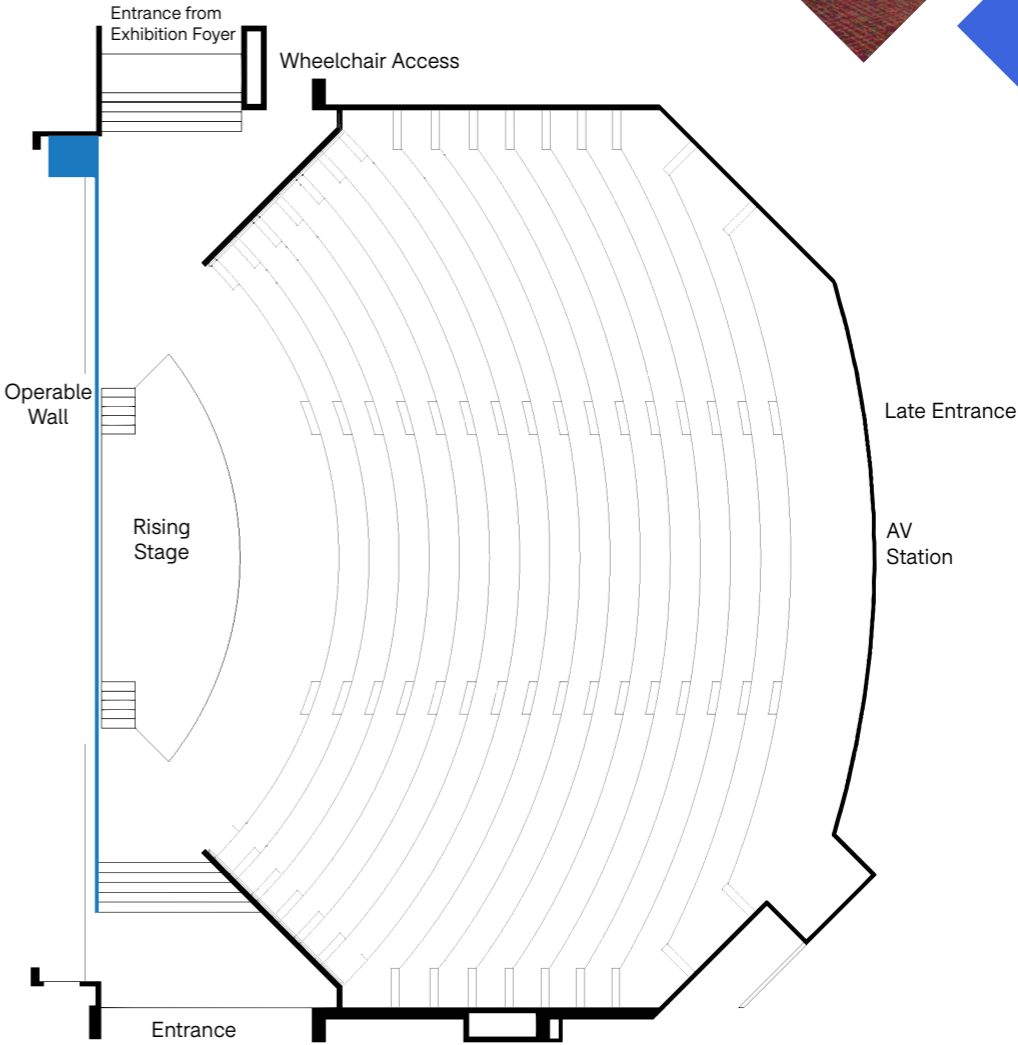 Entrance from
Exhibition Foyer
Wheelchair Access
Operable
Wall
Late Entrance
Rising
Stage
AV
Station
Entrance